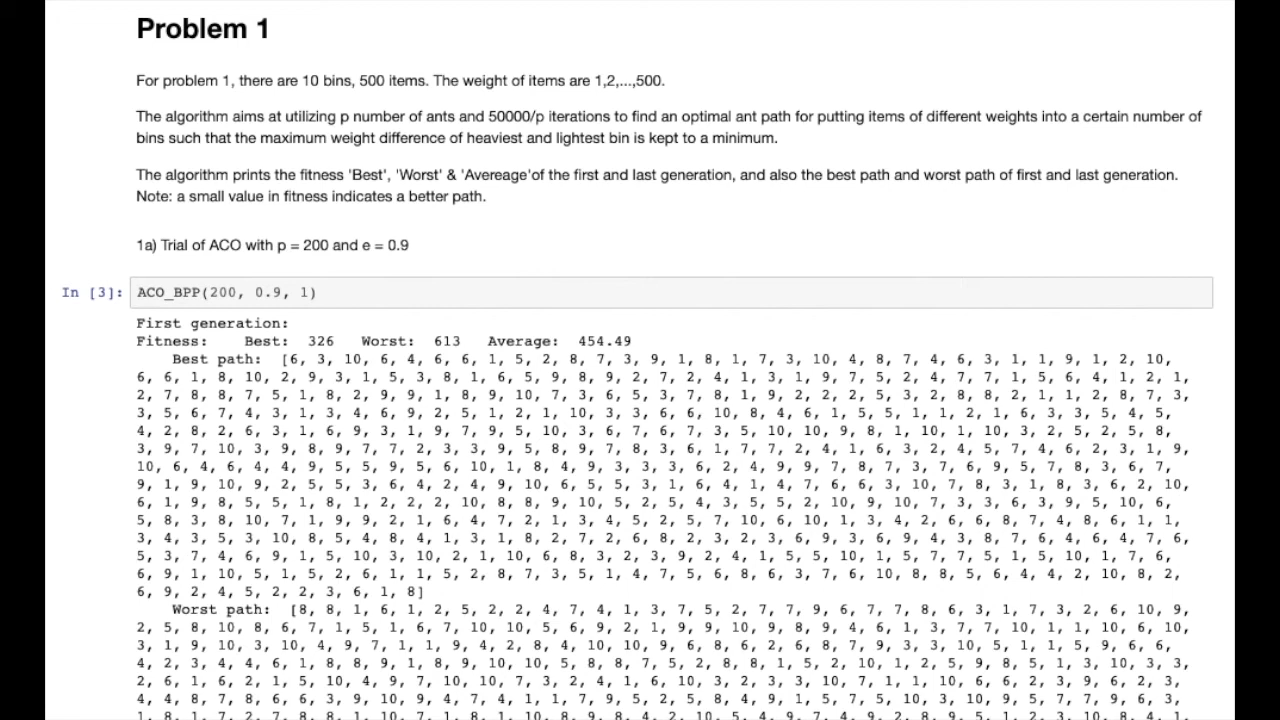 Problem 1
For problem 1, there are 10 bins, 500 items. The weight of items are 1,2,...,500.
The algorithm aims at utilizing p number of ants and 50000/p iterations to find an optimal ant path for putting items of different weights into a certain number of
bins such that the maximum weight difference of heaviest and lightest bin is kept to a minimum.
The algorithm prints the fitness 'Best', 'Worst' & 'Avereage'of the first and last generation, and also the best path and worst path of first and last generation.
Note: a small value in fitness indicates a better path.
1a) Trial of ACO with p = 200 and e = 0.9
In [3]: ACO_BPP(200, 0.9, 1)
First generation:
Fitness: Best: 326 Worst: 613 Average: 454.49
Best path: [6, 3, 10, 6, 4, 6, 6, 1, 5, 2, 8, 7, 3, 9, 1, 8, 1, 7, 3, 10, 4, 8, 7, 4, 6, 3, 1, 1, 9, 1, 2, 10,
6, 6, 1, 8, 10, 2, 9, 3, 1, 5, 3, 8, 1, 6, 5, 9, 8, 9, 2, 7, 2, 4, 1, 3, 1, 9, 7, 5, 2, 4, 7, 7, 1, 5, 6, 4, 1, 2, 1,
2, 7, 8, 8, 7, 5, 1, 8, 2, 9, 9, 1, 8, 9, 10, 7, 3, 6, 5, 3, 7, 8, 1, 9, 2, 2, 2, 5, 3, 2, 8, 8, 2, 1, 1, 2, 8, 7, 3,
3, 5, 6, 7, 4, 3, 1, 3, 4, 6, 9, 2, 5, 1, 2, 1, 10, 3, 3, 6, 6, 10, 8, 4, 6, 1, 5, 5, 1, 1, 2, 1, 6, 3, 3, 5, 4, 5,
4, 2, 8, 2, 6, 3, 1, 6, 9, 3, 1, 9, 7, 9, 5, 10, 3, 6, 7, 6, 7, 3, 5, 10, 10, 9, 8, 1, 10, 1, 10, 3, 2, 5, 2, 5, 8,
3, 9, 7, 10, 3, 9, 8, 9, 7, 7, 2, 3, 3, 9, 5, 8, 9, 7, 8, 3, 6, 1, 7, 7, 2, 4, 1, 6, 3, 2, 4, 5, 7, 4, 6, 2, 3, 1, 9,
10, 6, 4, 6, 4, 4, 9, 5, 5, 9, 5, 6, 10, 1, 8, 4, 9, 3, 3, 3, 6, 2, 4, 9, 9, 7, 8, 7, 3, 7, 6, 9, 5, 7, 8, 3, 6, 7,
9, 1, 9, 10, 9, 2, 5, 5, 3, 6, 4, 2, 4, 9, 10, 6, 5, 5, 3, 1, 6, 4, 1, 4, 7, 6, 6, 3, 10, 7, 8, 3, 1, 8, 3, 6, 2, 10,
6, 1, 9, 8, 5, 5, 1, 8, 1, 2, 2, 2, 10, 8, 8, 9, 10, 5, 2, 5, 4, 3, 5, 5, 2, 10, 9, 10, 7, 3, 3, 6, 3, 9, 5, 10, 6,
5, 8, 3, 8, 10, 7, 1, 9, 9, 2, 1, 6, 4, 7, 2, 1, 3, 4, 5, 2, 5, 7, 10, 6, 10, 1, 3, 4, 2, 6, 6, 8, 7, 4, 8, 6, 1, 1,
3, 4, 3, 5, 3, 10, 8, 5, 4, 8, 4, 1, 3, 1, 8, 2, 7, 2, 6, 8, 2, 3, 2, 3, 6, 9, 3, 6, 9, 4, 3, 8, 7, 6, 4, 6, 4, 7, 6,
5, 3, 7, 4, 6, 9, 1, 5, 10, 3, 10, 2, 1, 10, 6, 8, 3, 2, 3, 9, 2, 4, 1, 5, 5, 10, 1, 5, 7, 7, 5, 1, 5, 10, 1, 7, 6,
6, 9, 1, 10, 5, 1, 5, 2, 6, 1, 1, 5, 2, 8, 7, 3, 5, 1, 4, 7, 5, 6, 8, 6, 3, 7, 6, 10, 8, 8, 5, 6, 4, 4, 2, 10, 8, 2,
6, 9, 2, 4, 5, 2, 2, 3, 6, 1, 8]
Worst path: [8, 8, 1, 6, 1, 2, 5, 2, 2, 4, 7, 4, 1, 3, 7, 5, 2, 7, 7, 9, 6, 7, 7, 8, 6, 3, 1, 7, 3, 2, 6, 10, 9,
2, 5, 8, 10, 8, 6, 7, 1, 5, 1, 6, 7, 10, 10, 5, 6, 9, 2, 1, 9, 9, 10, 9, 8, 9, 4, 6, 1, 3, 7, 7, 10, 1, 1, 10, 6, 10,
3, 1, 9, 10, 3, 10, 4, 9, 7, 1, 1, 9, 4, 2, 8, 4, 10, 10, 9, 6, 8, 6, 2, 6, 8, 7, 9, 3, 3, 10, 5, 1, 1, 5, 9, 6, 6,
4, 2, 3, 4, 4, 6, 1, 8, 8, 9, 1, 8, 9, 10, 10, 5, 8, 8, 7, 5, 2, 8, 8, 1, 5, 2, 10, 1, 2, 5, 9, 8, 5, 1, 3, 10, 3, 3,
2, 6, 1, 6, 2, 1, 5, 10, 4, 9, 7, 10, 10, 7, 3, 2, 4, 1, 6, 10, 3, 2, 3, 3, 10, 7, 1, 1, 10, 6, 6, 2, 3, 9, 6, 2, 3,
4, 4, 8, 7, 8, 6, 6, 3, 9, 10, 9, 4, 7, 4, 1, 1, 7, 9, 5, 2, 5, 8, 4, 9, 1, 5, 7, 5, 10, 3, 10, 9, 5, 7, 7, 9, 6, 3,
1, 8, 1, 7, 2, 7, 8, 8, 1, 10, 7, 1, 8, 1, 10, 8, 9, 8, 4, 2, 10, 5, 4, 9, 7, 4, 9, 2, 8, 9, 5, 1, 2, 3, 10, 8, 4, 1,